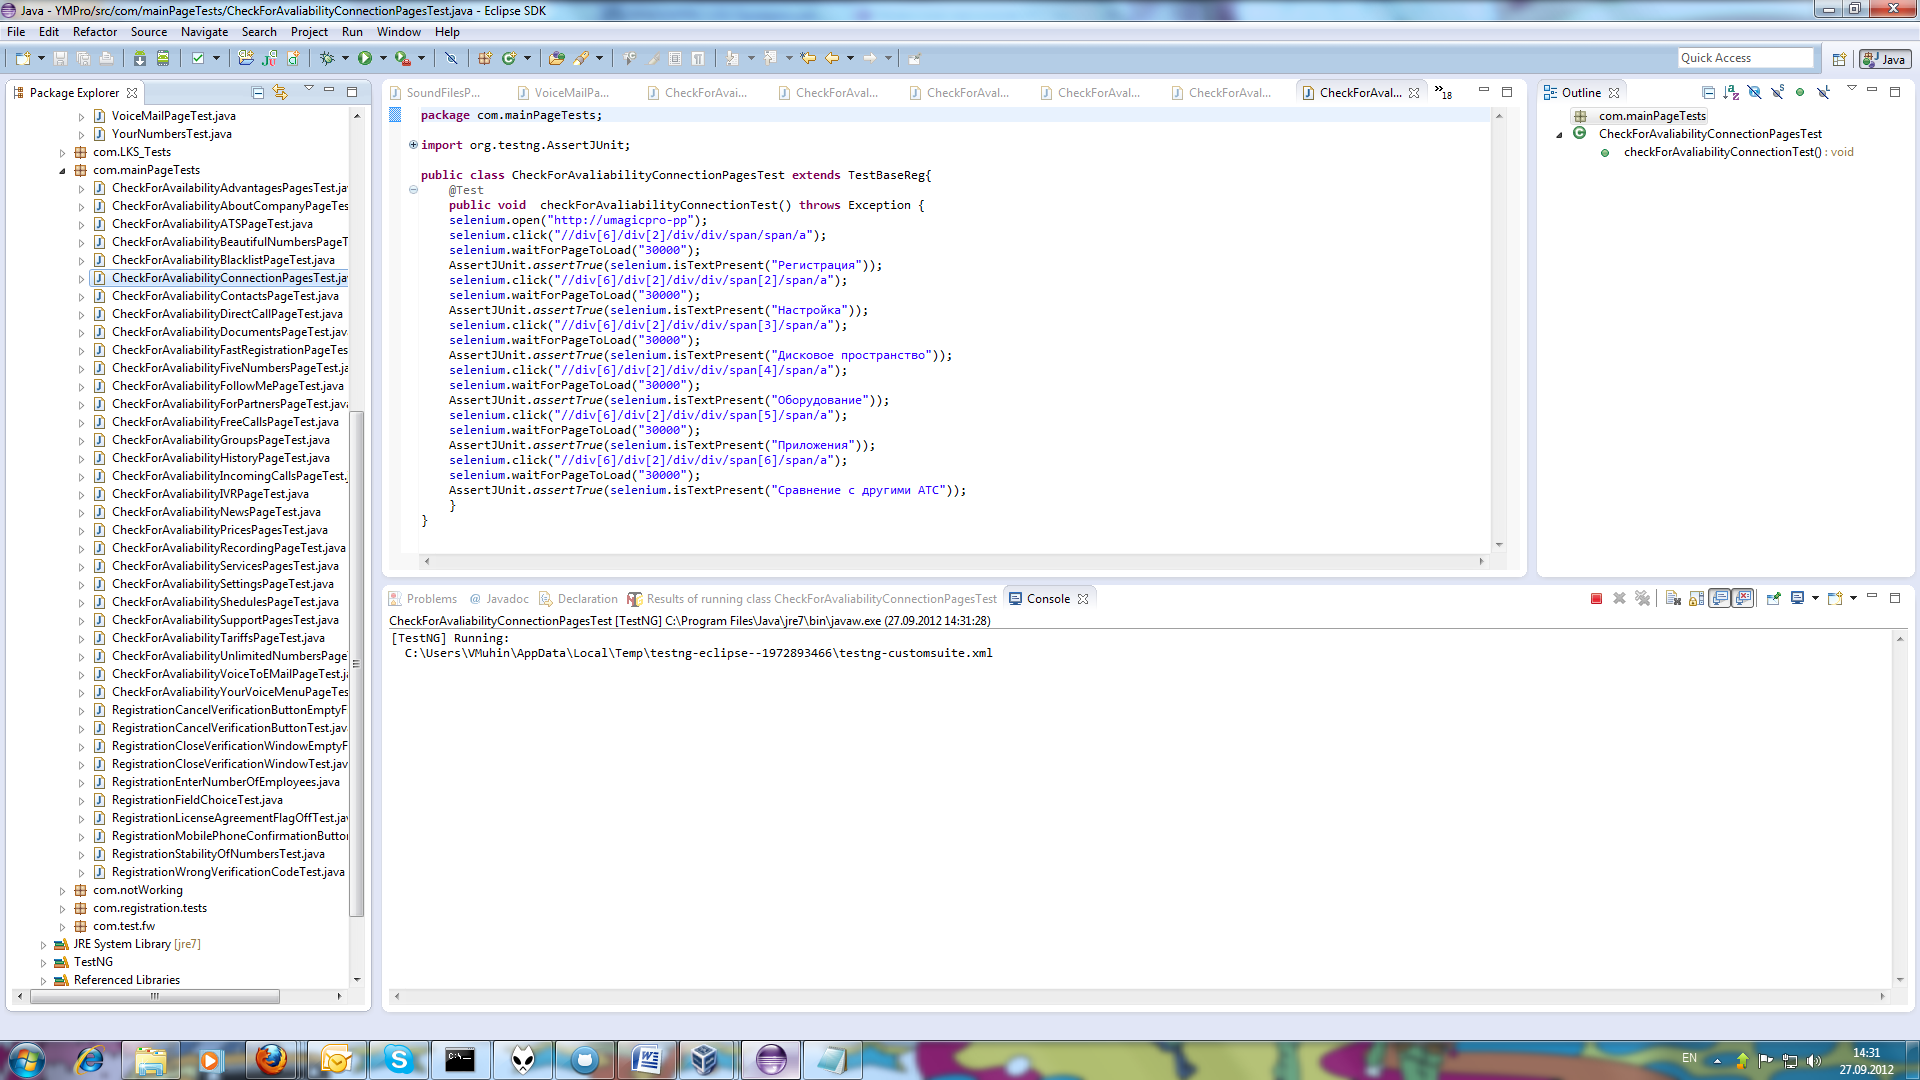 Java - YMPro/src/com/mainPageTests/CheckForAvaliabilityConnectionPagesTest.java - Eclipse SDK
File Edit Refactor Source Navigate Search Project Run Window Help
Quick Access
Java
Package Explorer
VoiceMailPageTest.java
YourNumbersTest.java
com.LKS_Tests
com.mainPageTests
CheckForAvailabilityAdvantagesPagesTest.ja
CheckForAvaliabilityAboutCompanyPageTes
CheckForAvaliabilityATSPageTest.java
CheckForAvaliabilityBeautifulNumbersPageT
CheckForAvaliabilityBlacklistPageTest.java
CheckForAvaliabilityConnectionPagesTest.ja
CheckForAvaliabilityContactsPageTest.java
CheckForAvaliabilityDirectCallPageTest.java
CheckForAvaliabilityDocumentsPageTest.java
CheckForAvaliabilityFastRegistrationPageTes
CheckForAvaliabilityFiveNumbersPageTest.ja
CheckForAvaliabilityFollowMePageTest.java
CheckForAvaliabilityForPartnersPageTest.java
CheckForAvaliabilityFreeCallsPageTest.java
CheckForAvaliabilityGroupsPageTest.java
CheckForAvaliabilityHistoryPageTest.java
CheckForAvaliabilityIncomingCallsPageTest.
CheckForAvaliabilityIVRPageTest.java
CheckForAvaliabilityNewsPageTest.java
CheckForAvaliabilityPricesPagesTest.java
CheckForAvaliabilityRecordingPageTest.java
CheckForAvaliabilityServicesPagesTest.java
CheckForAvaliabilitySettingsPageTest.java
CheckForAvaliabilityShedulesPageTest.java
CheckForAvaliabilitySupportPagesTest.java
CheckForAvaliabilityTariffsPageTest.java
CheckForAvaliabilityUnlimitedNumbersPage
CheckForAvaliabilityVoiceToEMailPageTest.ja
CheckForAvaliabilityYourVoiceMenuPageTes
RegistrationCancelVerificationButtonEmptyF
RegistrationCancelVerificationButtonTest.java
RegistrationCloseVerificationWindowEmptyF
RegistrationCloseVerificationWindowTest.jav
RegistrationEnterNumberOfEmployees.java
RegistrationFieldChoiceTest.java
RegistrationLicenseAgreementFlagOffTest.jav
RegistrationMobilePhoneConfirmationButto
RegistrationStabilityOfNumbersTest.java
RegistrationWrongVerificationCodeTest.java
com.notWorking
com.registration.tests
com.test.fw
JRE System Library [jre7]
TestNG
Referenced Libraries
SoundFilesP... VoiceMailPa... CheckForAvai... CheckForAval... CheckForAval... CheckForAval... CheckForAval... CheckForAval... »18
package com.mainPageTests;
import org.testng.AssertJUnit;
public class CheckForAvaliabilityConnectionPagesTest extends TestBaseReg{
@Test
public void  checkForAvaliabilityConnectionTest() throws Exception {
selenium.open("http://umagicpro-pp");
selenium.click("//div[6]/div[2]/div/div/span/span/a");
selenium.waitForPageToLoad("30000");
AssertJUnit.assertTrue(selenium.isTextPresent("Регистрация"));
selenium.click("//div[6]/div[2]/div/div/span[2]/span/a");
selenium.waitForPageToLoad("30000");
AssertJUnit.assertTrue(selenium.isTextPresent("Настройка"));
selenium.click("//div[6]/div[2]/div/div/span[3]/span/a");
selenium.waitForPageToLoad("30000");
AssertJUnit.assertTrue(selenium.isTextPresent("Дисковое пространство"));
selenium.click("//div[6]/div[2]/div/div/span[4]/span/a");
selenium.waitForPageToLoad("30000");
AssertJUnit.assertTrue(selenium.isTextPresent("Оборудование"));
selenium.click("//div[6]/div[2]/div/div/span[5]/span/a");
selenium.waitForPageToLoad("30000");
AssertJUnit.assertTrue(selenium.isTextPresent("Приложения"));
selenium.click("//div[6]/div[2]/div/div/span[6]/span/a");
selenium.waitForPageToLoad("30000");
AssertJUnit.assertTrue(selenium.isTextPresent("Сравнение с другими АТС"));
}
}
Outline
com.mainPageTests
CheckForAvaliabilityConnectionPagesTest
checkForAvaliabilityConnectionTest() : void
Problems Javadoc Declaration Results of running class CheckForAvaliabilityConnectionPagesTest Console
CheckForAvaliabilityConnectionPagesTest [TestNG] C:\Program Files\Java\jre7\bin\javaw.exe (27.09.2012 14:31:28)
[TestNG] Running:
C:\Users\VMuhin\AppData\Local\Temp\testng-eclipse--1972893466\testng-customsuite.xml
EN
14:31
27.09.2012